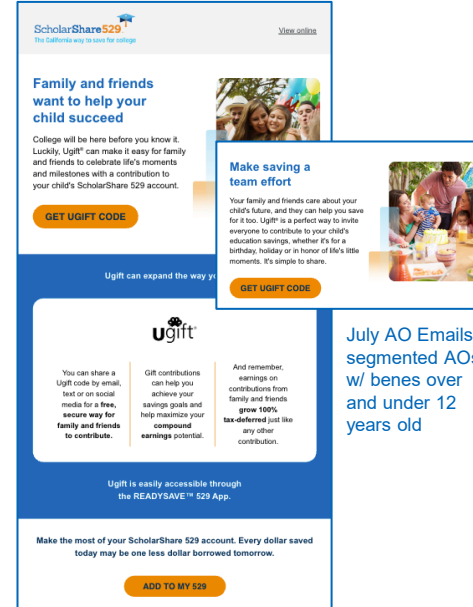 ScholarShare529
The California way to save for college
View online
Family and friends
want to help your
child succeed
College will be here before you know it.
Luckily, Ugift® can make it easy for family
and friends to celebrate life's moments
and milestones with a contribution to
your child's ScholarShare 529 account.
GET UGIFT CODE
Make saving a
team effort
Your family and friends care about your
child's future, and they can help you save
for it too. Ugift® is a perfect way to invite
everyone to contribute to your child's
education savings, whether it's for a
birthday, holiday or in honor of life's little
moments. It's simple to share.
GET UGIFT CODE
July AO Emails
segmented AOs
w/ benes over
and under 12
years old
Ugift can expand the way
Ugift®
You can share a
Ugift code by email,
text or on social
media for a free,
secure way for
family and friends
to contribute.
Gift contributions
can help you
achieve your
savings goals and
help maximize your
compound
earnings potential.
And remember,
earnings on
contributions from
family and friends
grow 100%
tax-deferred just like
any other
contribution.
Ugift is easily accessible through
the READYSAVE™ 529 App.
Make the most of your ScholarShare 529 account. Every dollar saved
today may be one less dollar borrowed tomorrow.
ADD TO MY 529